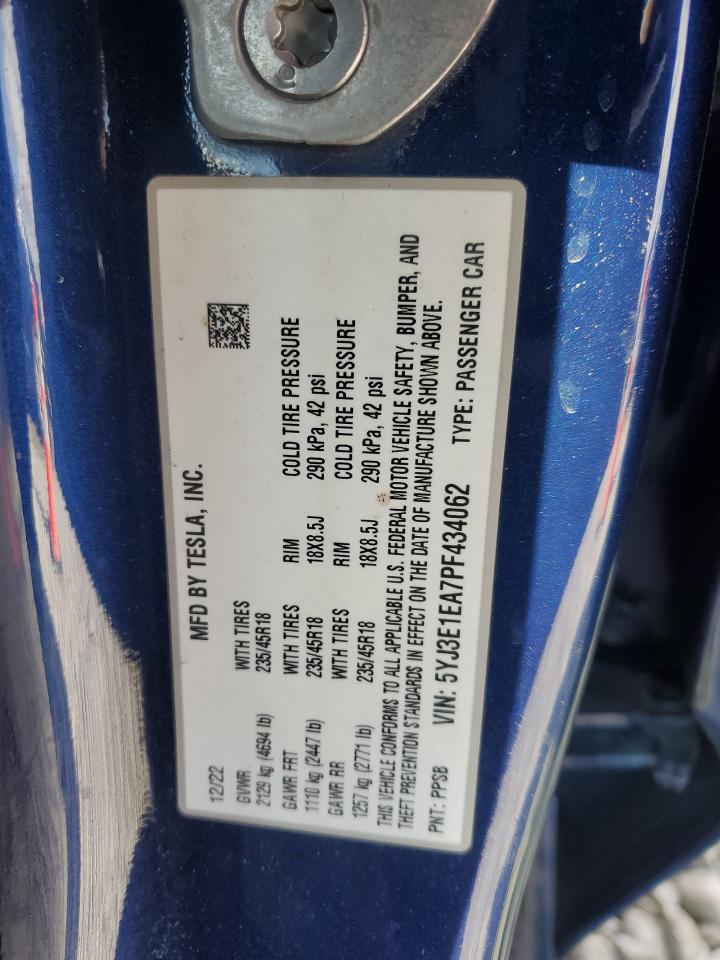 MFD BY TESLA, INC.
12/22
GVWR WITH TIRES
2129 kg (4694 lb) 235/45R18
GAWR FRT WITH TIRES RIM COLD TIRE PRESSURE
1110 kg (2447 lb) 235/45R18 18X8.5J 290 kPa, 42 psi
GAWR RR WITH TIRES RIM COLD TIRE PRESSURE
1257 kg (2771 lb) 235/45R18 18X8.5J 290 kPa, 42 psi
THIS VEHICLE CONFORMS TO ALL APPLICABLE U.S. FEDERAL MOTOR VEHICLE SAFETY, BUMPER, AND
THEFT PREVENTION STANDARDS IN EFFECT ON THE DATE OF MANUFACTURE SHOWN ABOVE.
PNT: PPSB VIN: 5YJ3E1EA7PF434062 TYPE: PASSENGER CAR